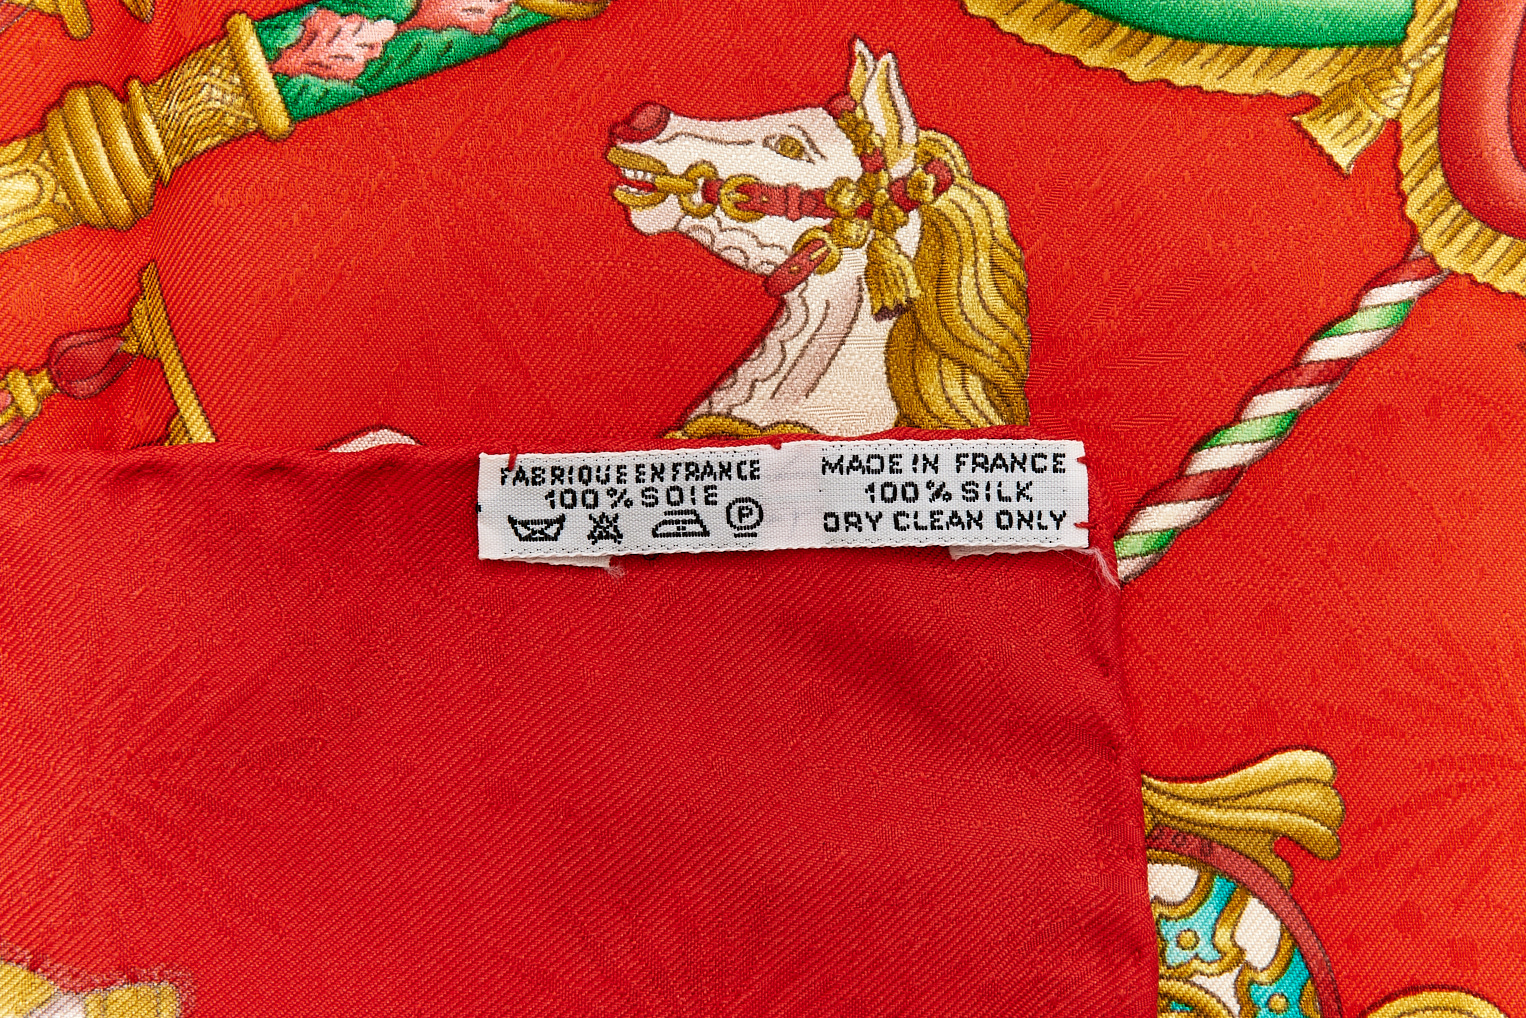 FABRIQUE EN FRANCE
100% SOIE
P
MADE IN FRANCE
100% SILK
DRY CLEAN ONLY